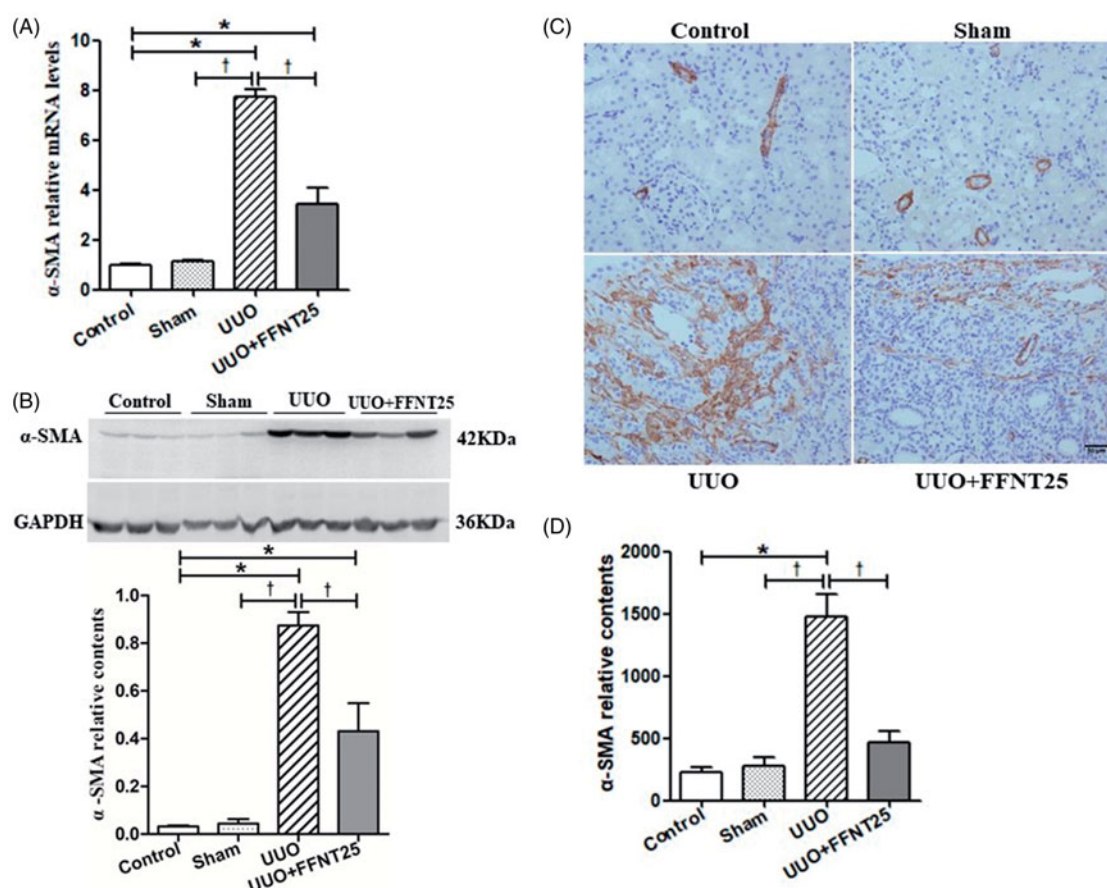 (A)
* * † †
α-SMA relative mRNA levels
10
8
6
4
2
0
Control Sham UUO UUO+FFNT25
(B)
Control Sham UUO UUO+FFNT25
α-SMA 42KDa
GAPDH 36KDa
* * † †
α -SMA relative contents
1.0
0.8
0.6
0.4
0.2
0.0
Control Sham UUO UUO+FFNT25
(C)
Control Sham
UUO UUO+FFNT25
(D)
* † †
α-SMA relative contents
2000
1500
1000
500
0
Control Sham UUO UUO+FFNT25